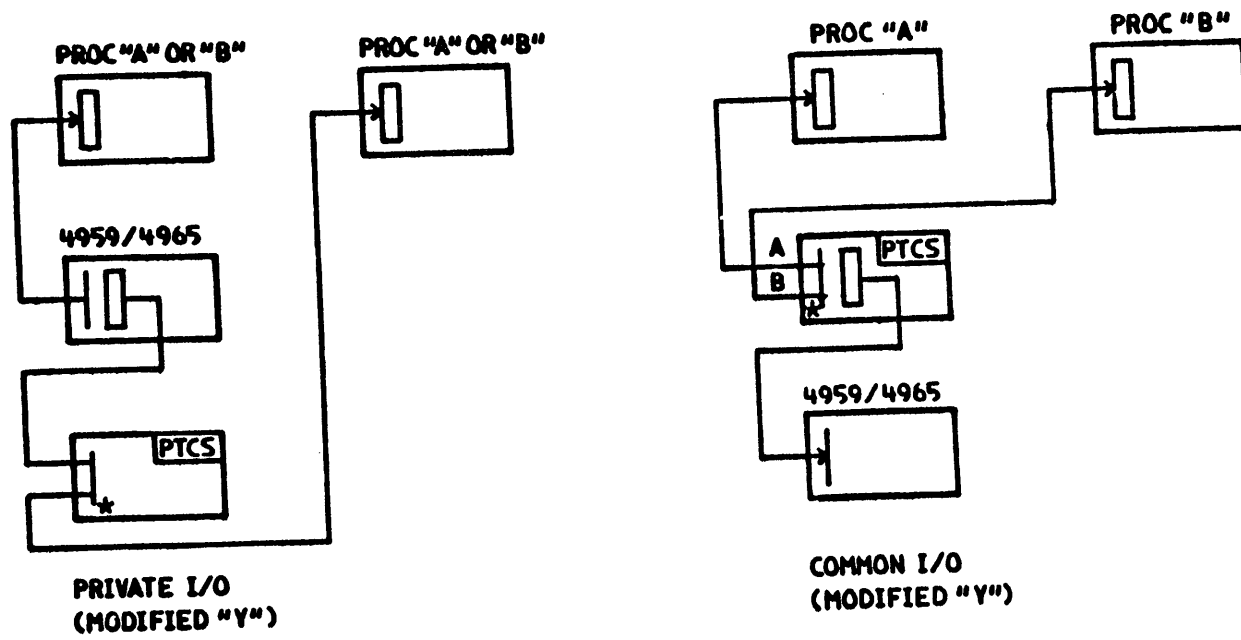 PROC "A" OR "B"
PROC "A" OR "B"
4959/4965
PTCS
*
PRIVATE I/O
(MODIFIED "Y")
PROC "A"
PROC "B"
A
B
PTCS
*
4959/4965
COMMON I/O
(MODIFIED "Y")